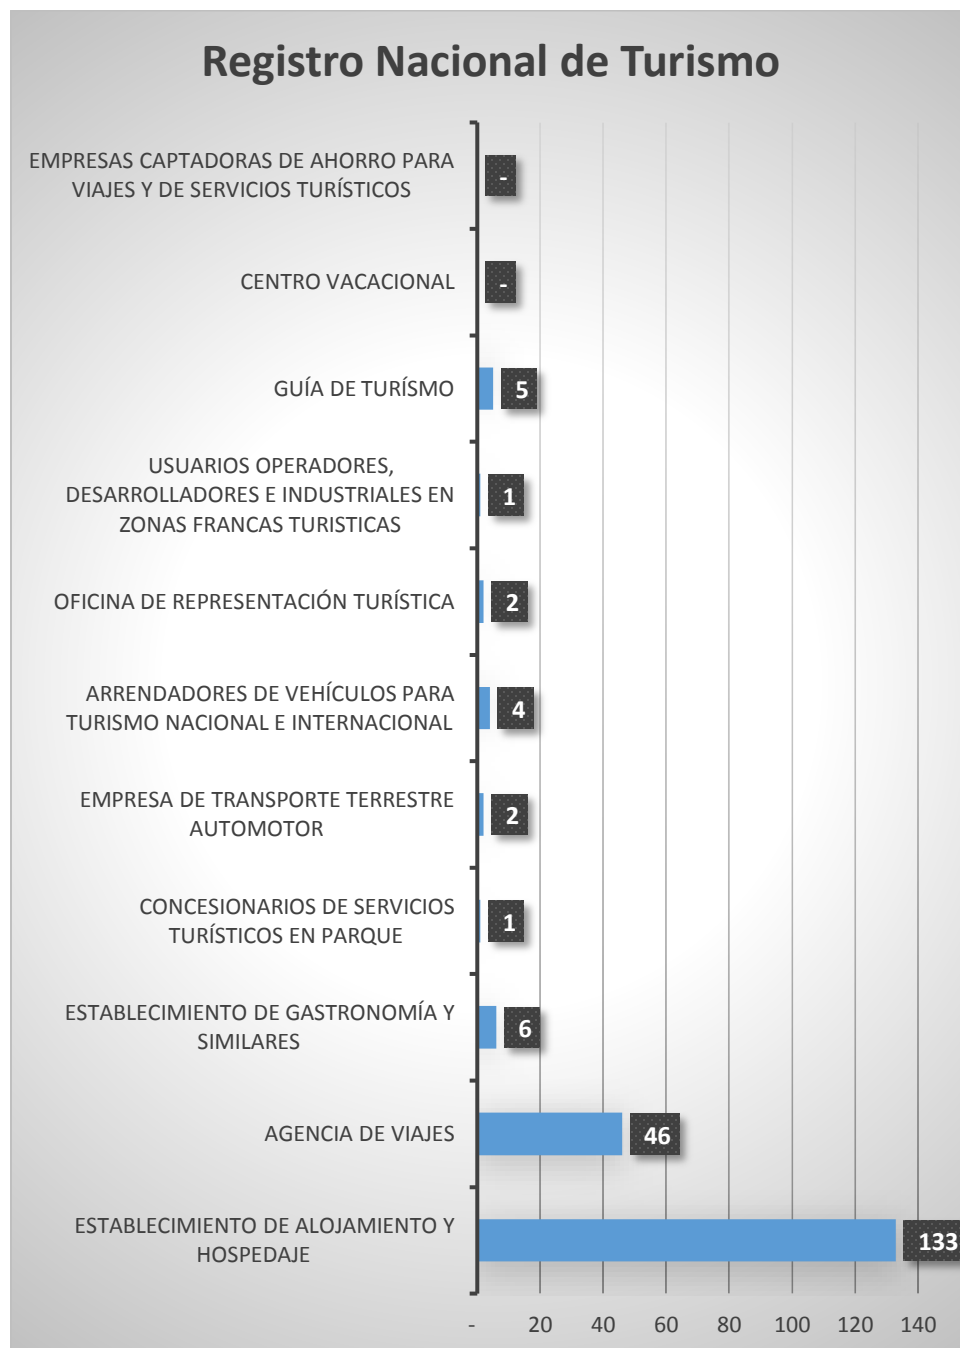 Registro Nacional de Turismo
EMPRESAS CAPTADORAS DE AHORRO PARA
VIAJES Y DE SERVICIOS TURÍSTICOS
-
CENTRO VACACIONAL
-
GUÍA DE TURÍSMO
5
USUARIOS OPERADORES,
DESARROLLADORES E INDUSTRIALES EN
ZONAS FRANCAS TURISTICAS
1
OFICINA DE REPRESENTACIÓN TURÍSTICA
2
ARRENDADORES DE VEHÍCULOS PARA
TURISMO NACIONAL E INTERNACIONAL
4
EMPRESA DE TRANSPORTE TERRESTRE
AUTOMOTOR
2
CONCESIONARIOS DE SERVICIOS
TURÍSTICOS EN PARQUE
1
ESTABLECIMIENTO DE GASTRONOMÍA Y
SIMILARES
6
AGENCIA DE VIAJES
46
ESTABLECIMIENTO DE ALOJAMIENTO Y
HOSPEDAJE
133
- 20 40 60 80 100 120 140